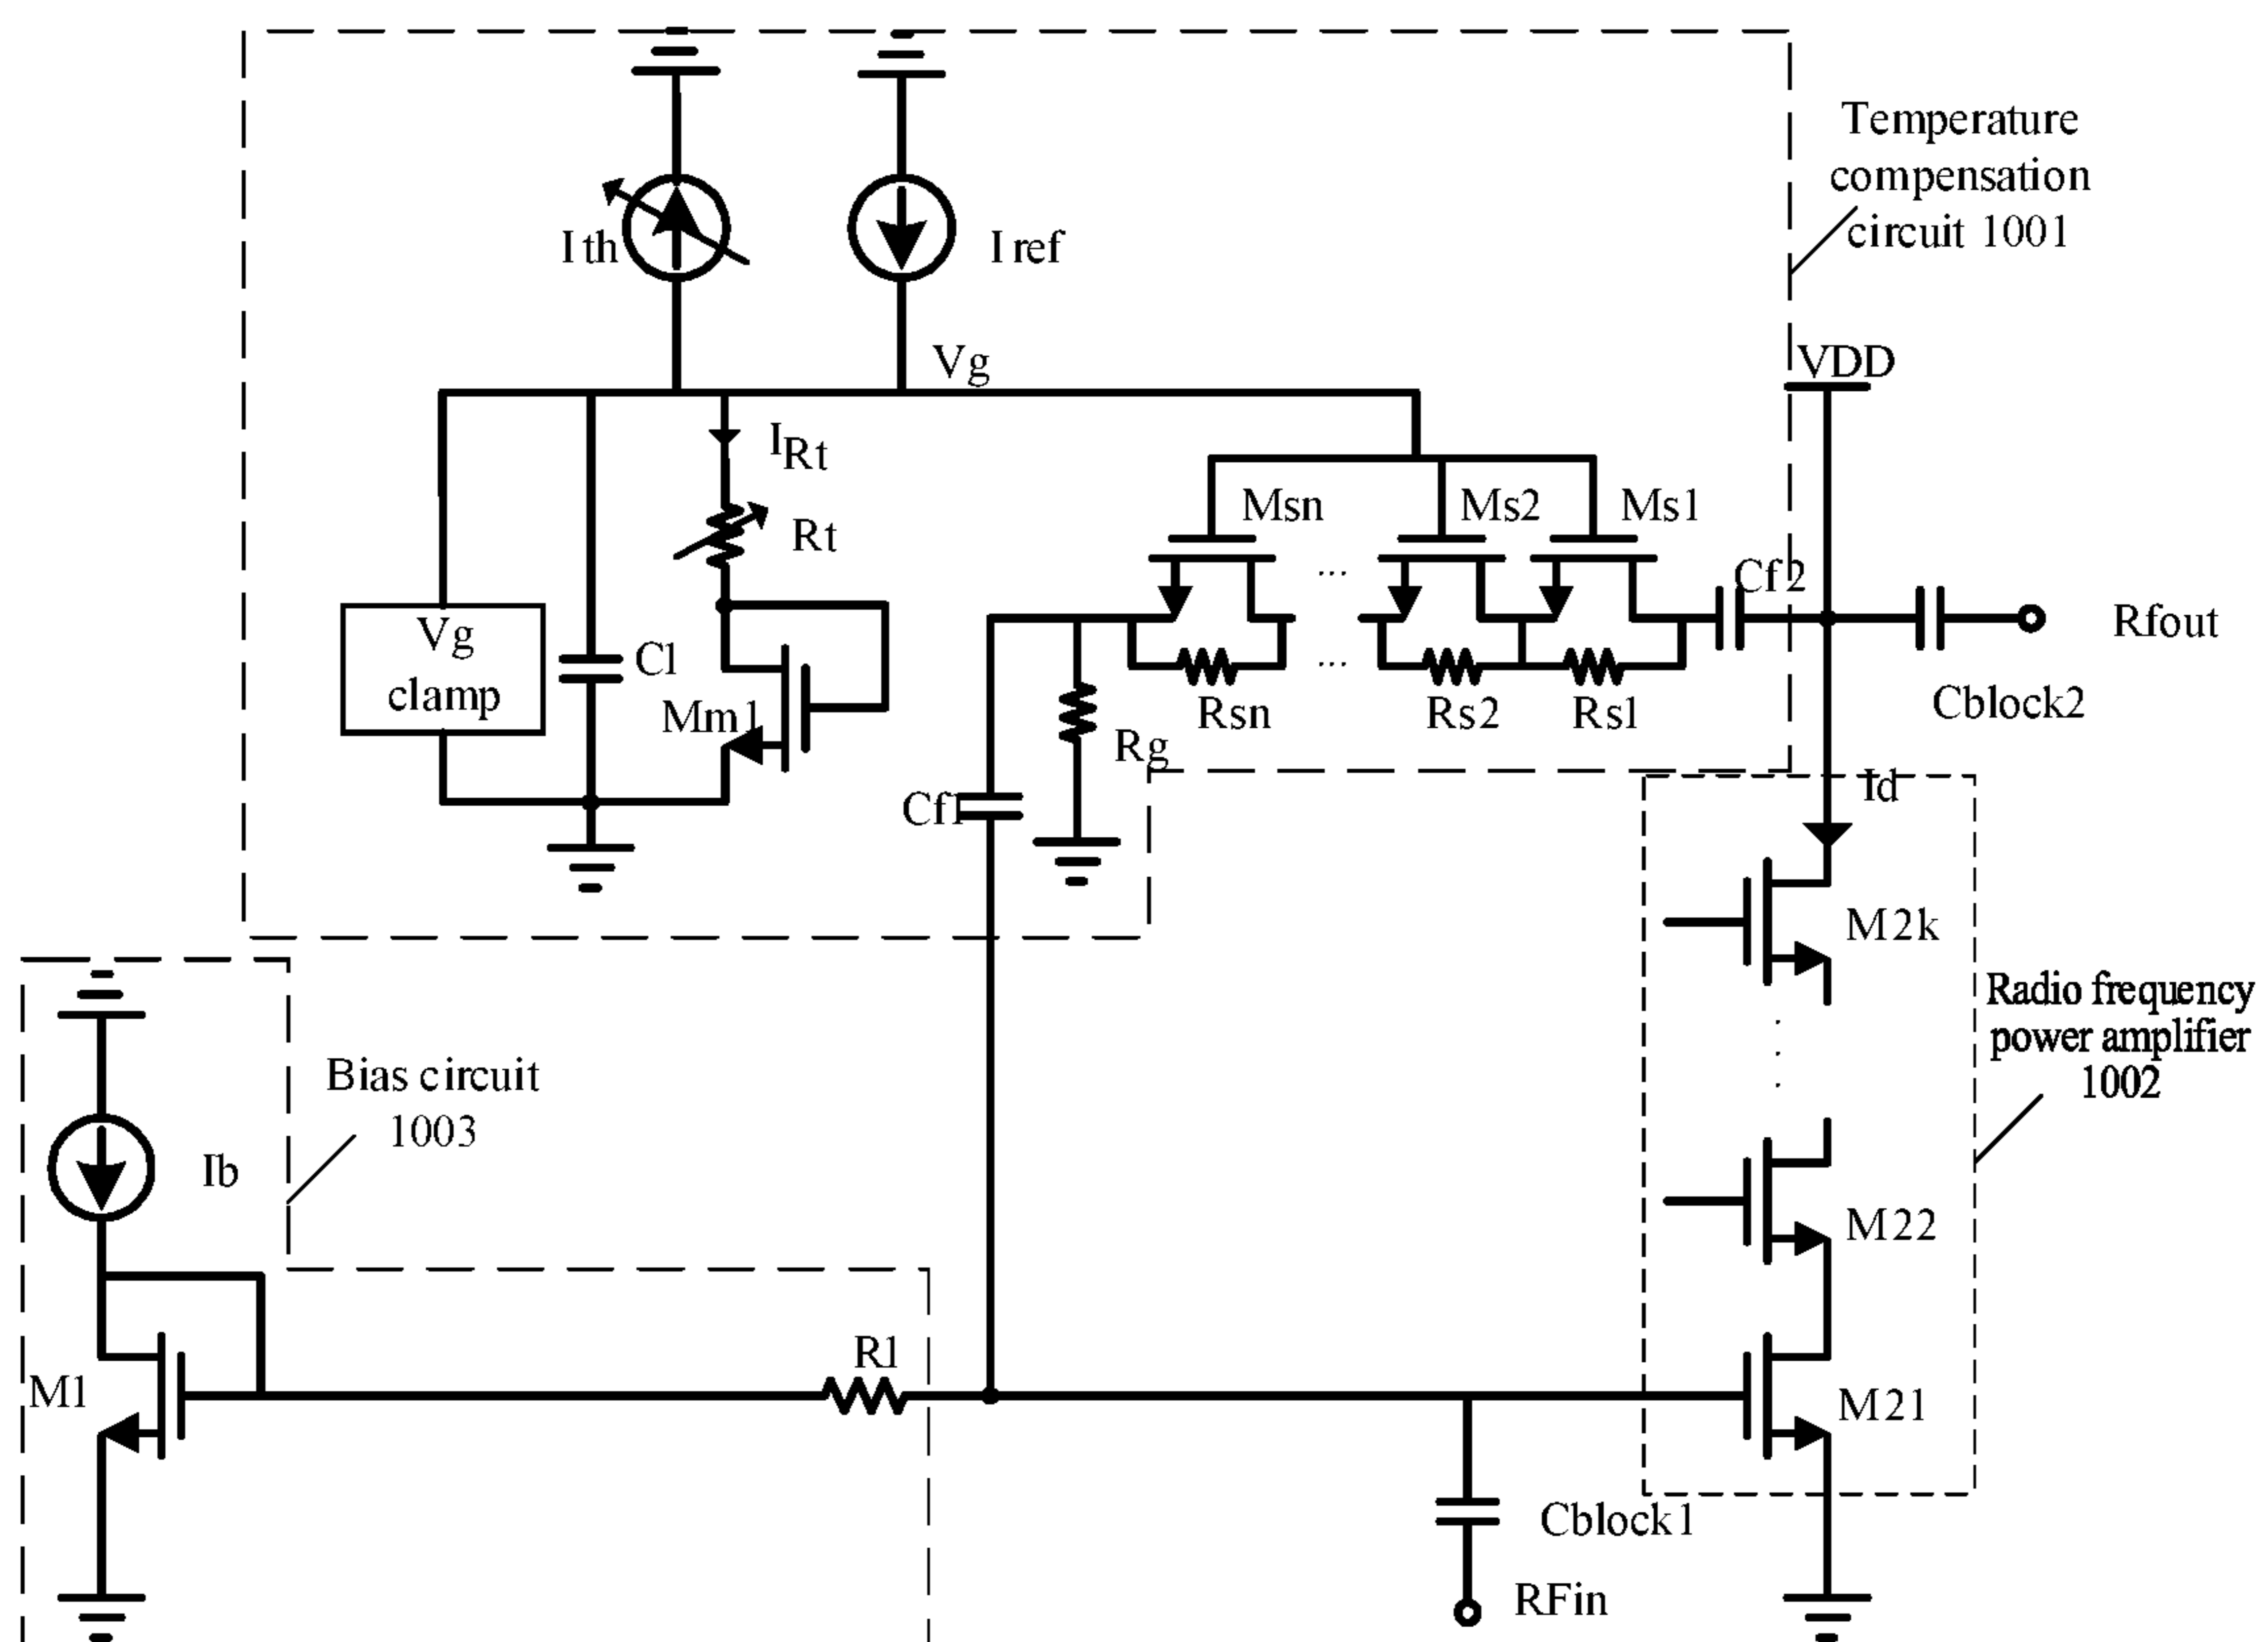 Temperature
compensation
circuit 1001
Ith
Iref
Vg
VDD
IRt
Rt
Msn
Ms2
Ms1
...
Cf2
Vg
clamp
C1
Mm1
...
Rsn
Rs2
Rs1
Rfout
Cblock2
Rg
Cf1
Id
M2k
Radio frequency
power amplifier
1002
Bias circuit
1003
Ib
M22
R1
M1
M21
Cblock1
RFin